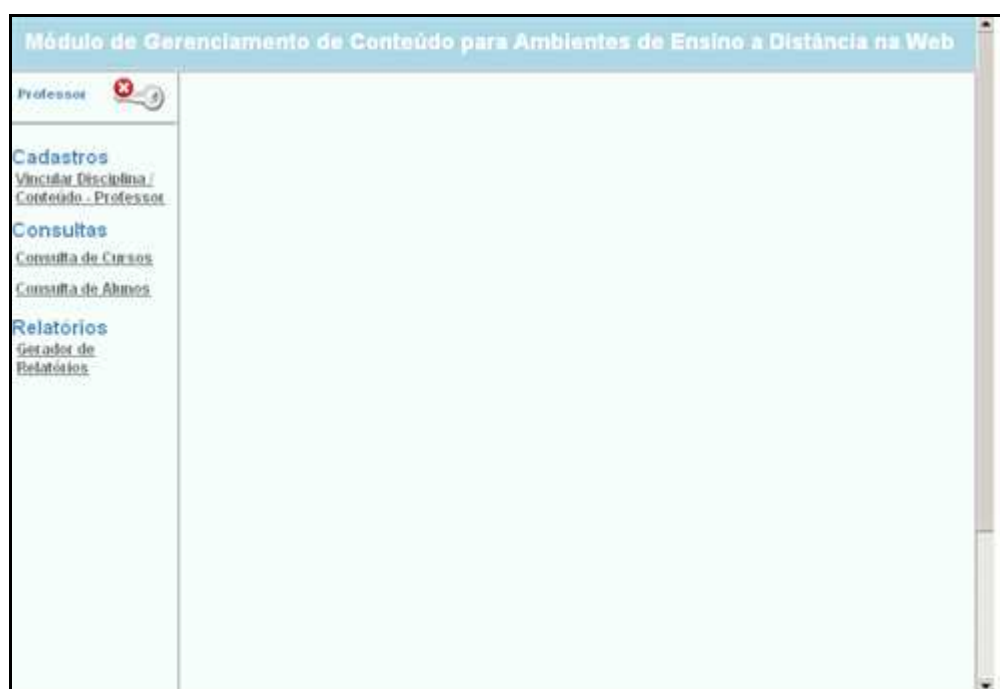 Módulo de Gerenciamento de Conteúdo para Ambientes de Ensino a Distância na Web
Professor
Cadastros
Vincular Disciplina /
Conteúdo - Professor
Consultas
Consulta de Cursos
Consulta de Alunos
Relatórios
Gerador de
Relatórios